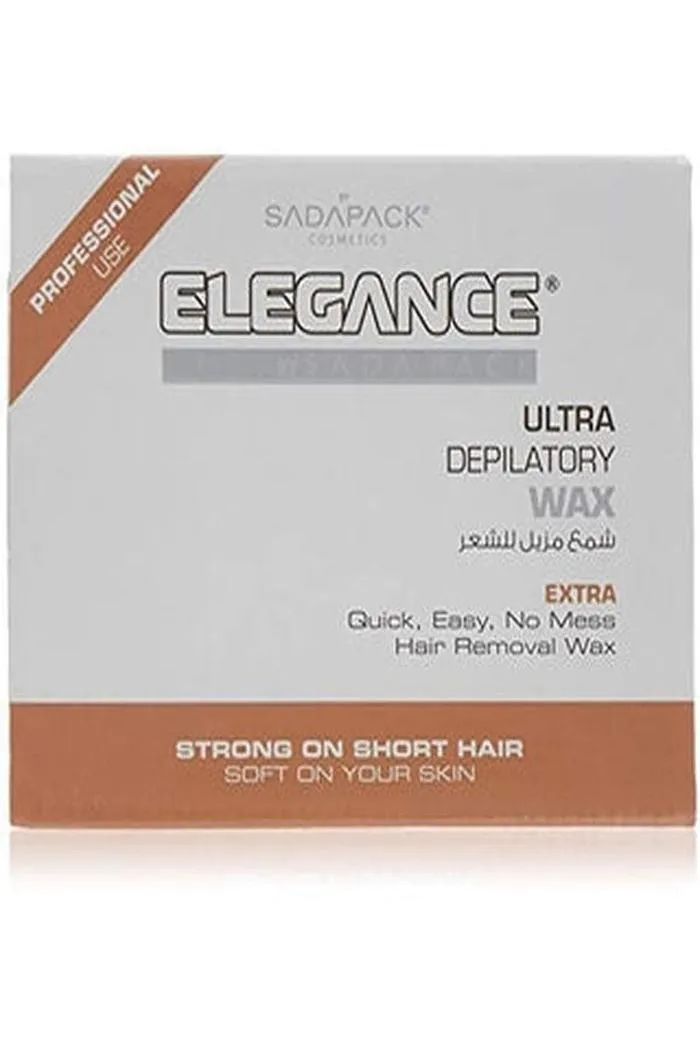 PROFESSIONAL
USE
BY
SADAPACK®
COSMETICS
ELEGANCE®
ULTRA
DEPILATORY
WAX
شمع مزيل للشعر
EXTRA
Quick, Easy, No Mess
Hair Removal Wax
STRONG ON SHORT HAIR
SOFT ON YOUR SKIN